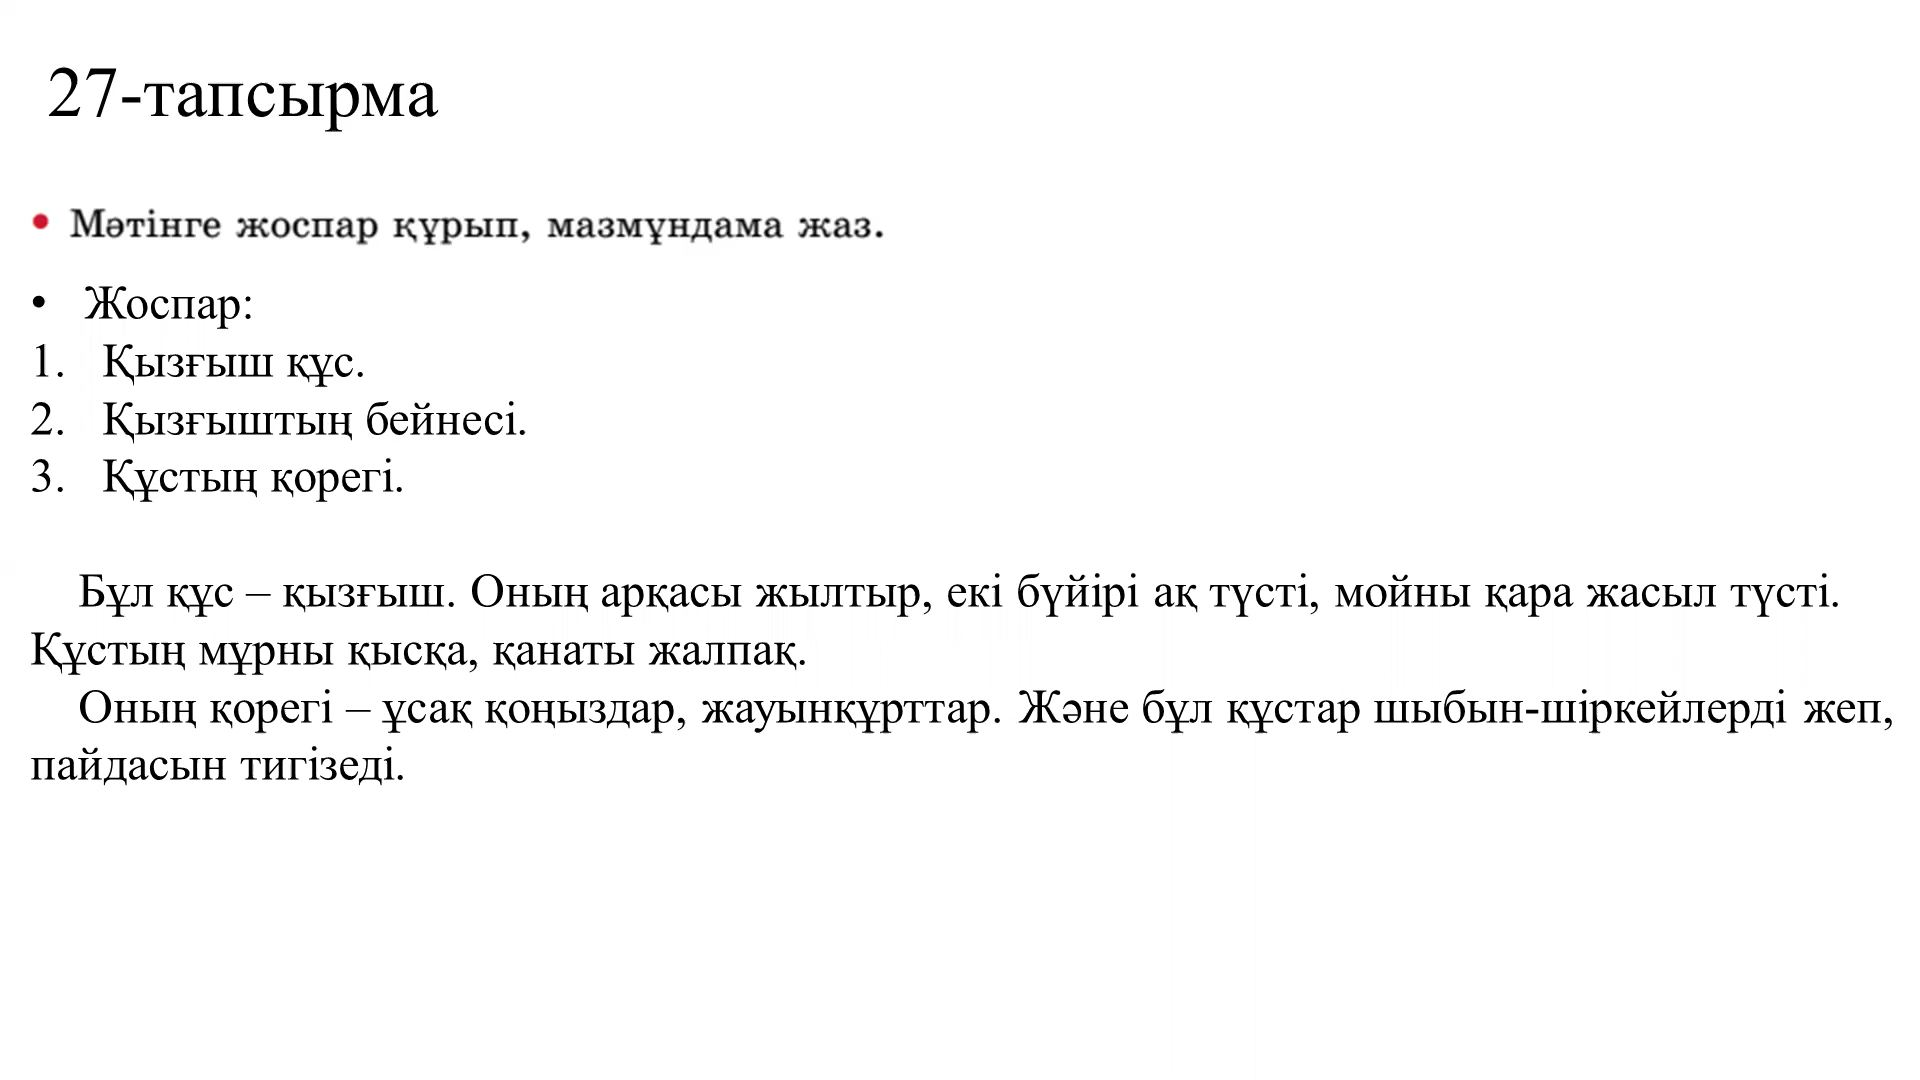 27-тапсырма
• Мәтінге жоспар құрып, мазмұндама жаз.
• Жоспар:
1. Қызғыш құс.
2. Қызғыштың бейнесі.
3. Құстың қорегі.
Бұл құс – қызғыш. Оның арқасы жылтыр, екі бүйірі ақ түсті, мойны қара жасыл түсті.
Құстың мұрны қысқа, қанаты жалпақ.
Оның қорегі – ұсақ қоңыздар, жауынқұрттар. Және бұл құстар шыбын-шіркейлерді жеп,
пайдасын тигізеді.